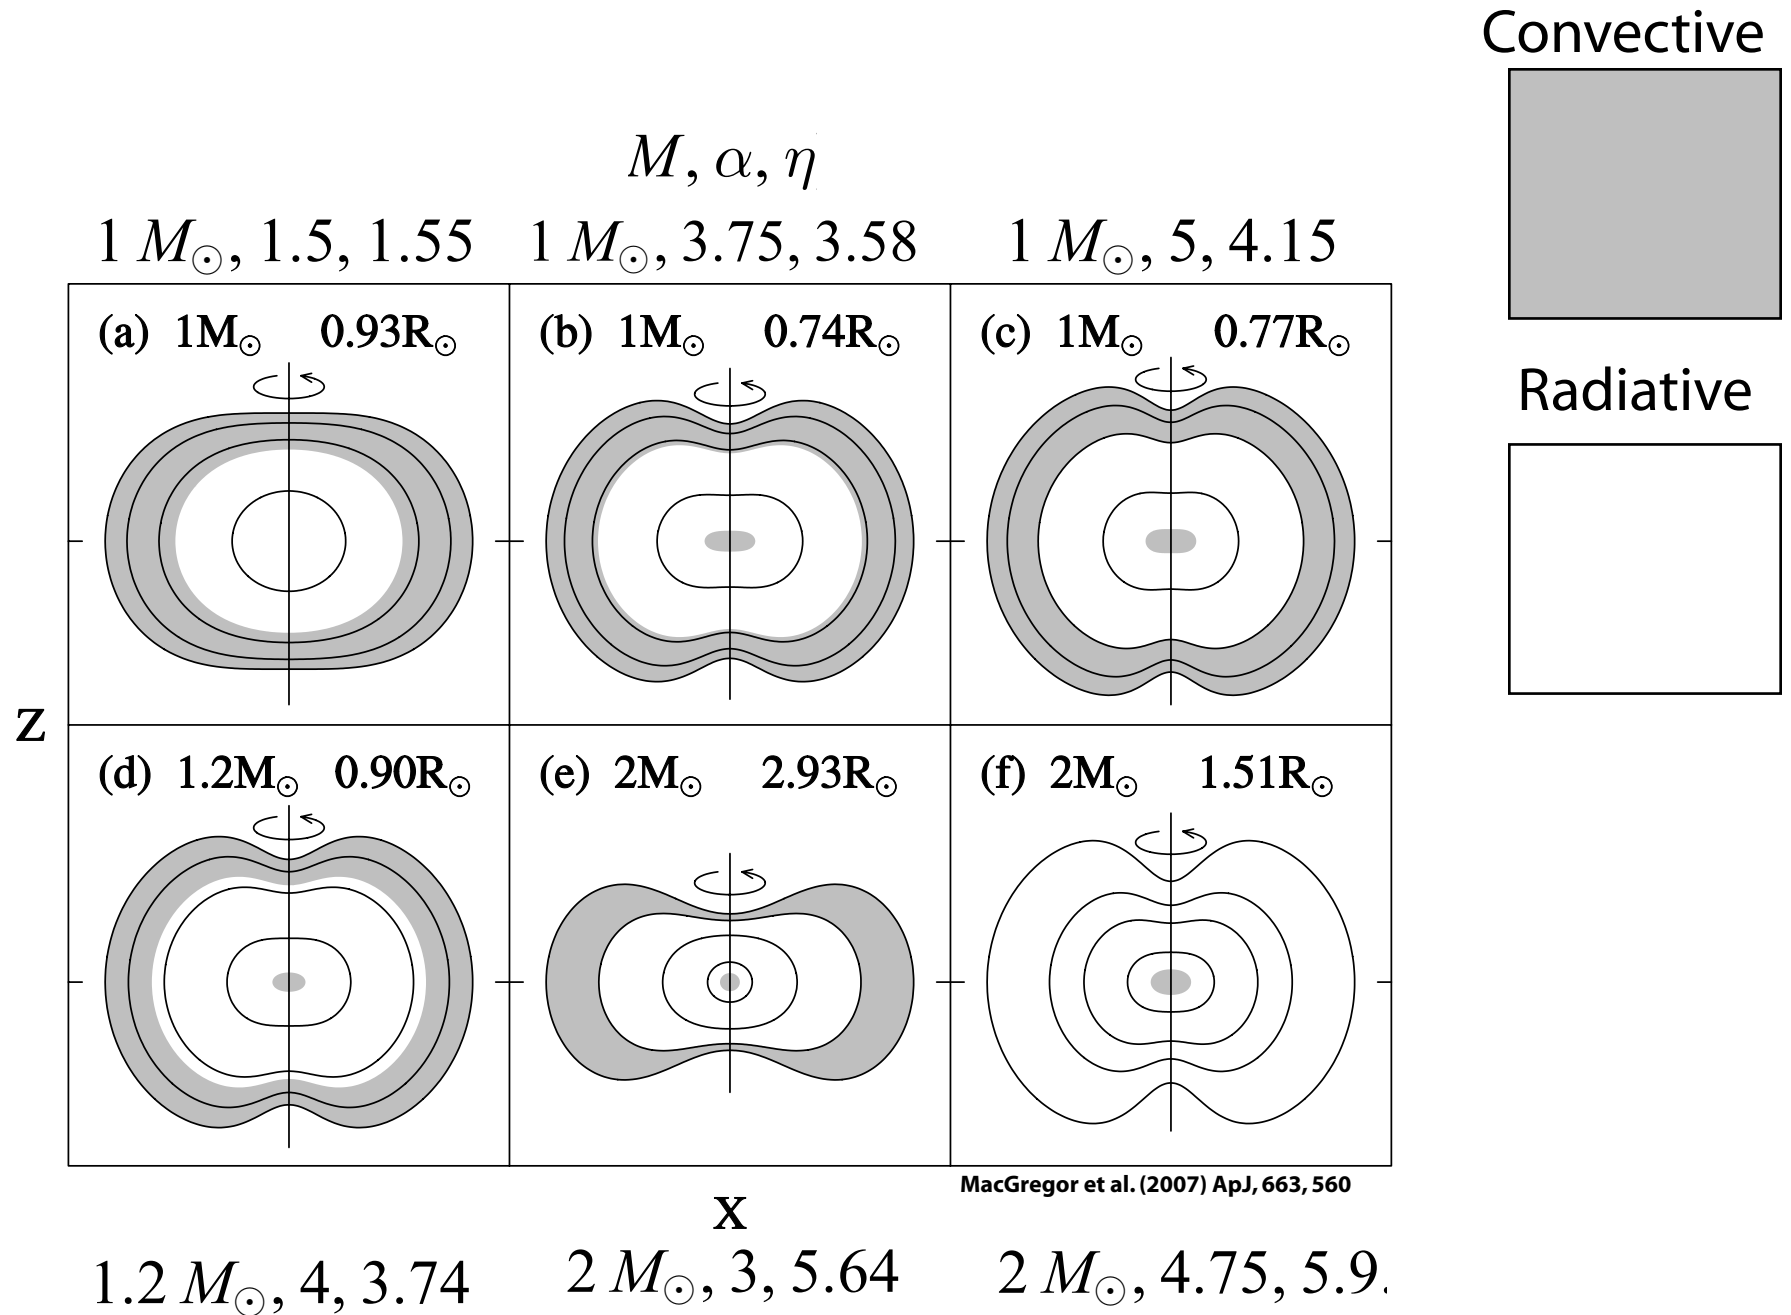 Convective
M, α, η
1 M☉, 1.5, 1.55
1 M☉, 3.75, 3.58
1 M☉, 5, 4.15
(a) 1M☉ 0.93R☉
(b) 1M☉ 0.74R☉
(c) 1M☉ 0.77R☉
Radiative
z
(d) 1.2M☉ 0.90R☉
(e) 2M☉ 2.93R☉
(f) 2M☉ 1.51R☉
MacGregor et al. (2007) ApJ, 663, 560
x
1.2 M☉, 4, 3.74
2 M☉, 3, 5.64
2 M☉, 4.75, 5.9.